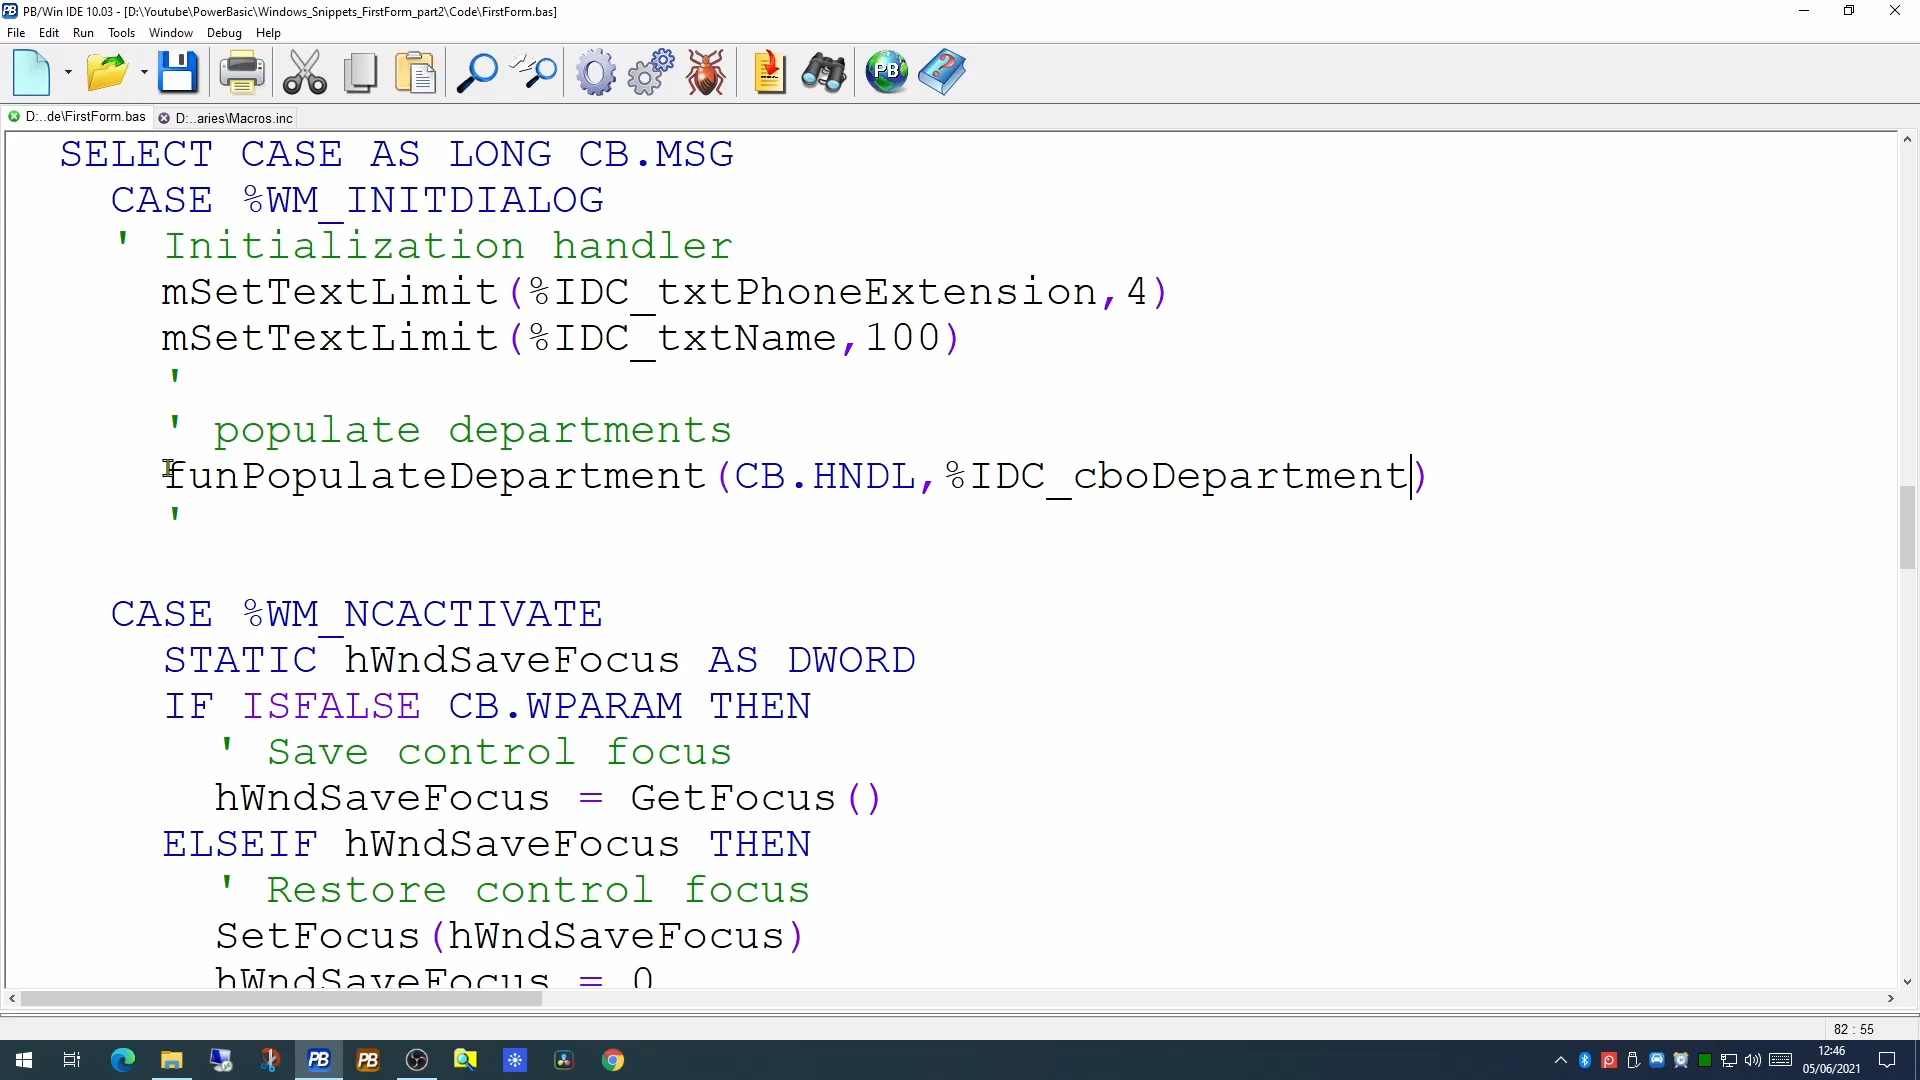 PB/Win IDE 10.03 - [D:\Youtube\PowerBasic\Windows_Snippets_FirstForm_part2\Code\FirstForm.bas]
File Edit Run Tools Window Debug Help
D:..de\FirstForm.bas D:..aries\Macros.inc
SELECT CASE AS LONG CB.MSG
CASE %WM_INITDIALOG
' Initialization handler
mSetTextLimit(%IDC_txtPhoneExtension,4)
mSetTextLimit(%IDC_txtName,100)
'
' populate departments
funPopulateDepartment(CB.HNDL,%IDC_cboDepartment)
'
CASE %WM_NCACTIVATE
STATIC hWndSaveFocus AS DWORD
IF ISFALSE CB.WPARAM THEN
' Save control focus
hWndSaveFocus = GetFocus()
ELSEIF hWndSaveFocus THEN
' Restore control focus
SetFocus(hWndSaveFocus)
hWndSaveFocus = 0
82 : 55
12:46
05/06/2021